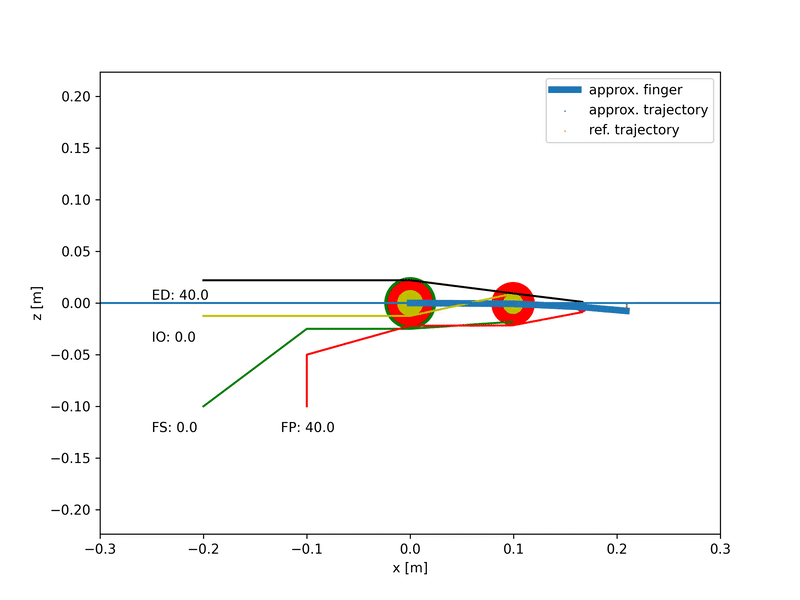 approx. finger
approx. trajectory
ref. trajectory
0.20
0.15
0.10
0.05
0.00
−0.05
−0.10
−0.15
−0.20
z [m]
ED: 40.0
IO: 0.0
FS: 0.0
FP: 40.0
−0.3
−0.2
−0.1
0.0
0.1
0.2
0.3
x [m]